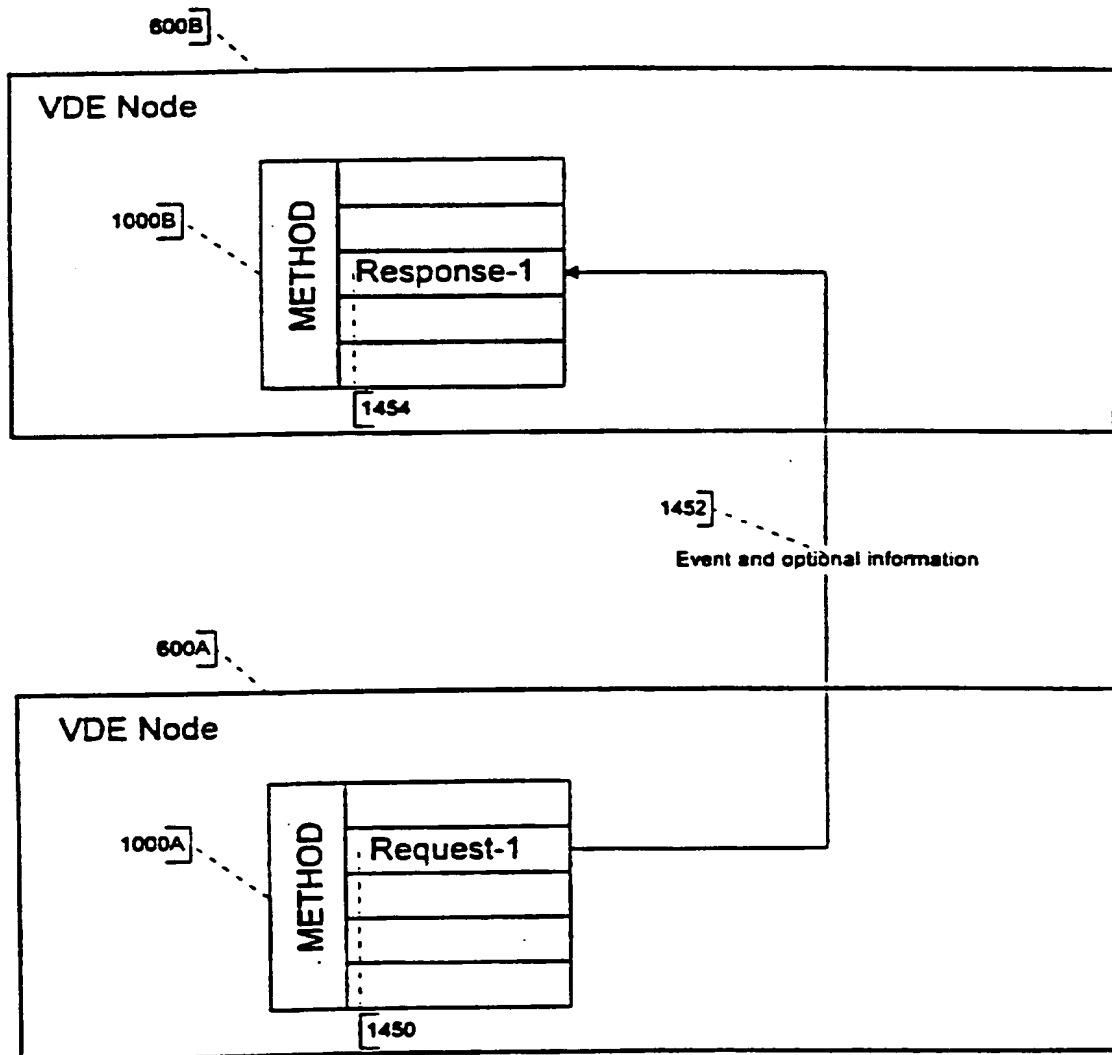 600B
VDE Node
1000B
METHOD
Response-1
1454
1452
Event and optional information
600A
VDE Node
1000A
METHOD
Request-1
1450